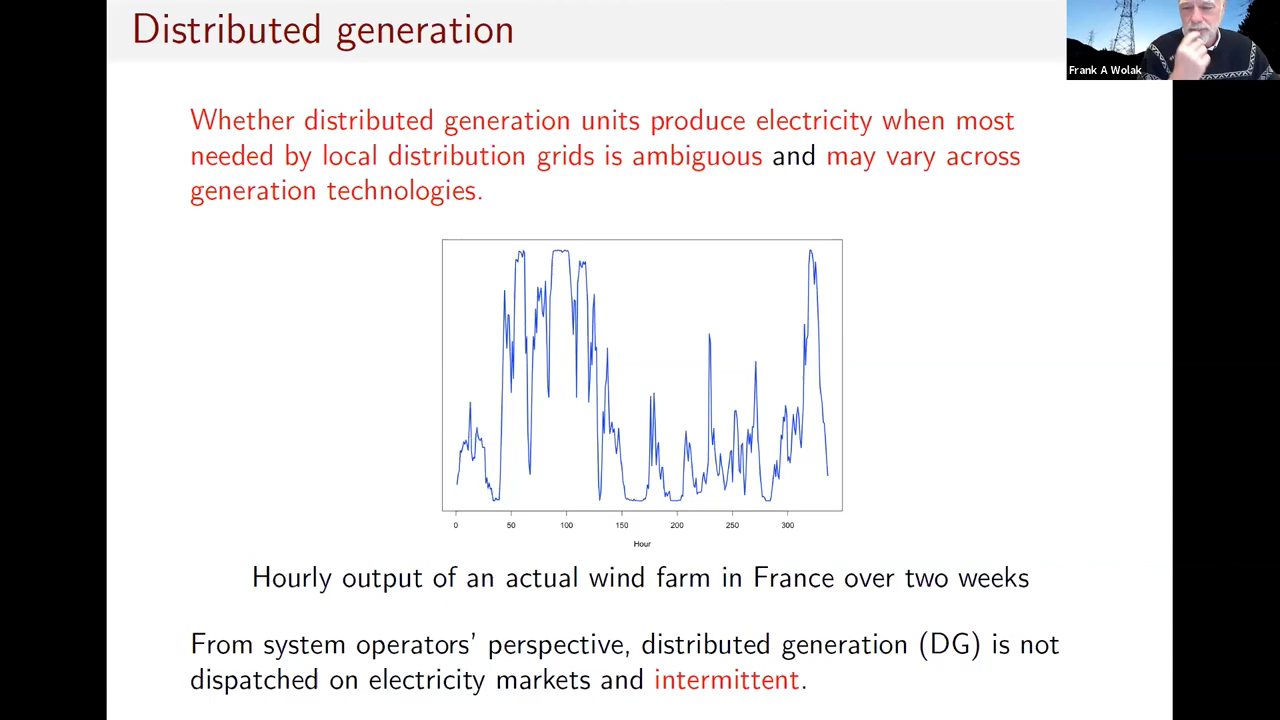 Distributed generation
Frank A Wolak
Whether distributed generation units produce electricity when most
needed by local distribution grids is ambiguous and may vary across
generation technologies.
0 50 100 150 200 250 300
Hour
Hourly output of an actual wind farm in France over two weeks
From system operators' perspective, distributed generation (DG) is not
dispatched on electricity markets and intermittent.